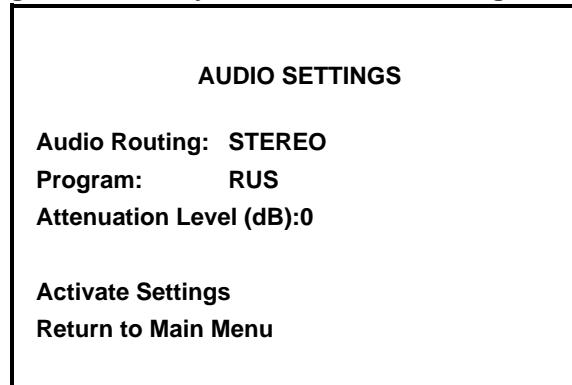 AUDIO SETTINGS
Audio Routing: STEREO
Program: RUS
Attenuation Level (dB):0
Activate Settings
Return to Main Menu